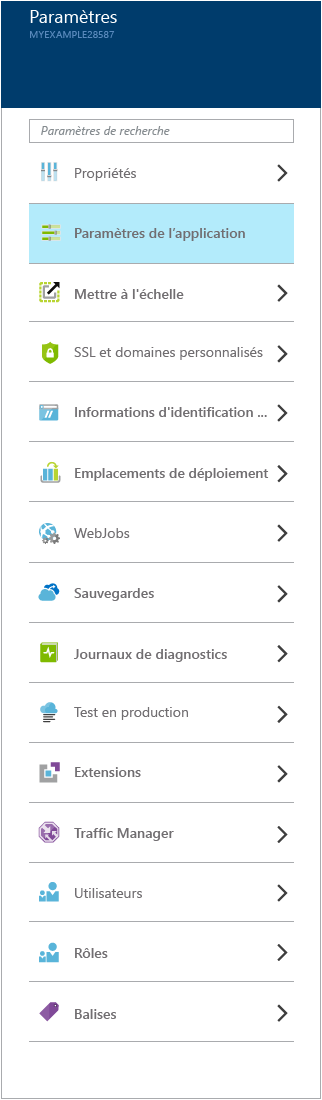 Paramètres
MYEXAMPLE28587
Paramètres de recherche
Propriétés
Paramètres de l’application
Mettre à l'échelle
SSL et domaines personnalisés
Informations d'identification ...
Emplacements de déploiement
WebJobs
Sauvegardes
Journaux de diagnostics
Test en production
Extensions
Traffic Manager
Utilisateurs
Rôles
Balises